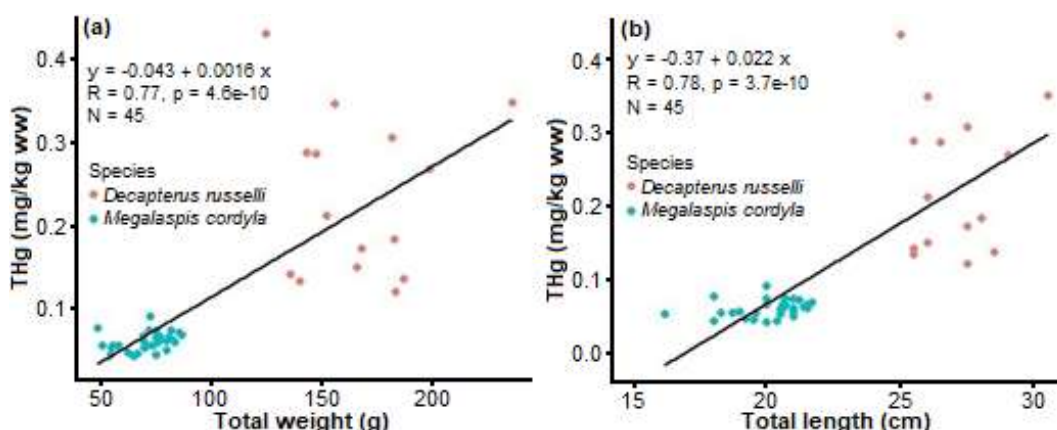 (a)
y = -0.043 + 0.0016 x
R = 0.77, p = 4.6e-10
N = 45
Species
Decapterus russelli
Megalaspis cordyla
THg (mg/kg ww)
0.4
0.3
0.2
0.1
50 100 150 200
Total weight (g)
(b)
y = -0.37 + 0.022 x
R = 0.78, p = 3.7e-10
N = 45
Species
Decapterus russelli
Megalaspis cordyla
THg (mg/kg ww)
0.4
0.3
0.2
0.1
0.0
15 20 25 30
Total length (cm)